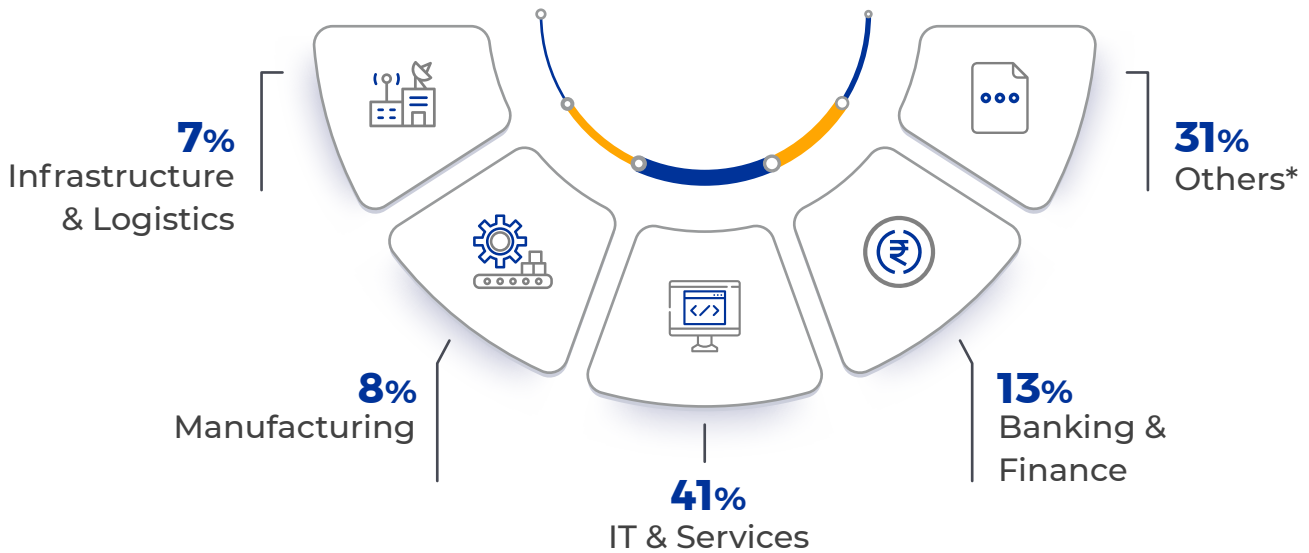 7%
Infrastructure
& Logistics
8%
Manufacturing
41%
IT & Services
13%
Banking &
Finance
31%
Others*